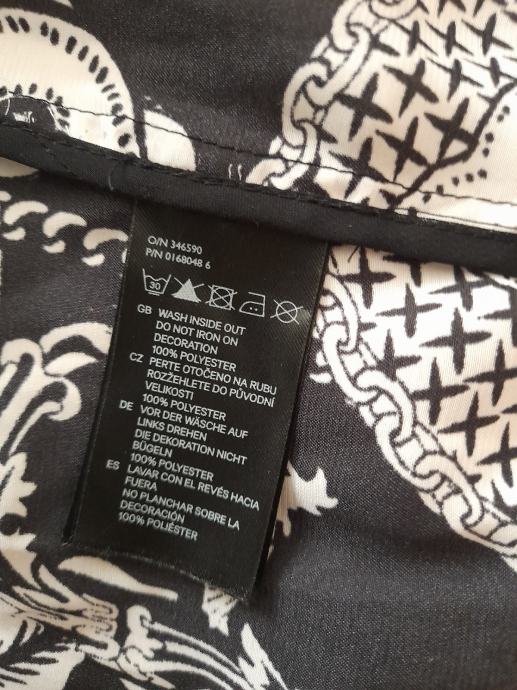 O/N 346590
P/N 0168048 6
30
GB WASH INSIDE OUT
DO NOT IRON ON
DECORATION
100% POLYESTER
CZ PERTE OTOČENO NA RUBU
ROZŽEHLETE DO PŮVODNÍ
VELIKOSTI
100% POLYESTER
DE VOR DER WÄSCHE AUF
LINKS DREHEN
DIE DEKORATION NICHT
BÜGELN
100% POLYESTER
ES LAVAR CON EL REVÉS HACIA
FUERA
NO PLANCHAR SOBRE LA
DECORACIÓN
100% POLIÉSTER